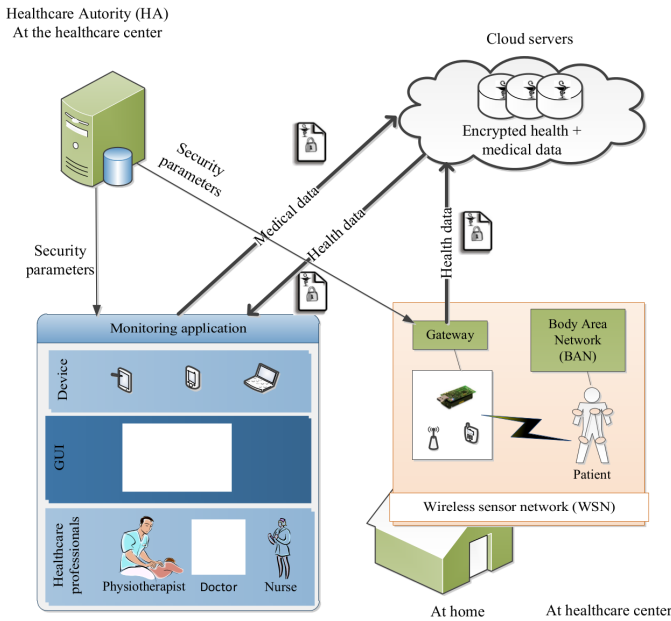 Healthcare Autority (HA)
At the healthcare center
Cloud servers
Encrypted health +
medical data
Security
parameters
Medical data
Health data
Health data
Security
parameters
Monitoring application
Device
GUI
Healthcare
professionals
Physiotherapist
Doctor
Nurse
Gateway
Body Area
Network
(BAN)
Patient
Wireless sensor network (WSN)
At home
At healthcare center